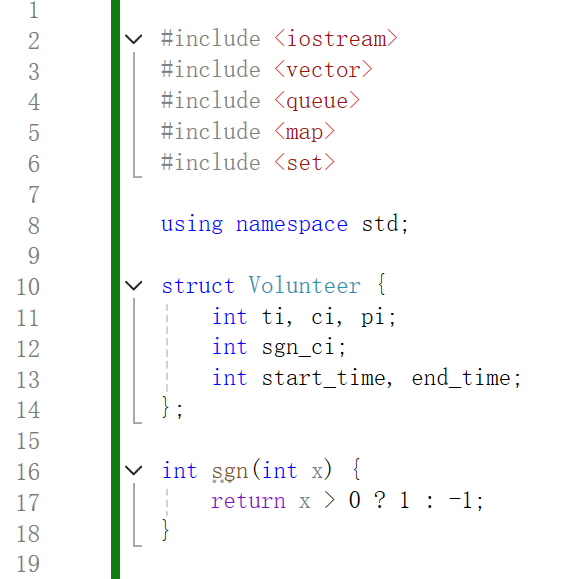 1
2 #include <iostream>
3 #include <vector>
4 #include <queue>
5 #include <map>
6 #include <set>
7
8 using namespace std;
9
10 struct Volunteer {
11 int ti, ci, pi;
12 int sgn_ci;
13 int start_time, end_time;
14 };
15
16 int sgn(int x) {
17 return x > 0 ? 1 : -1;
18 }
19